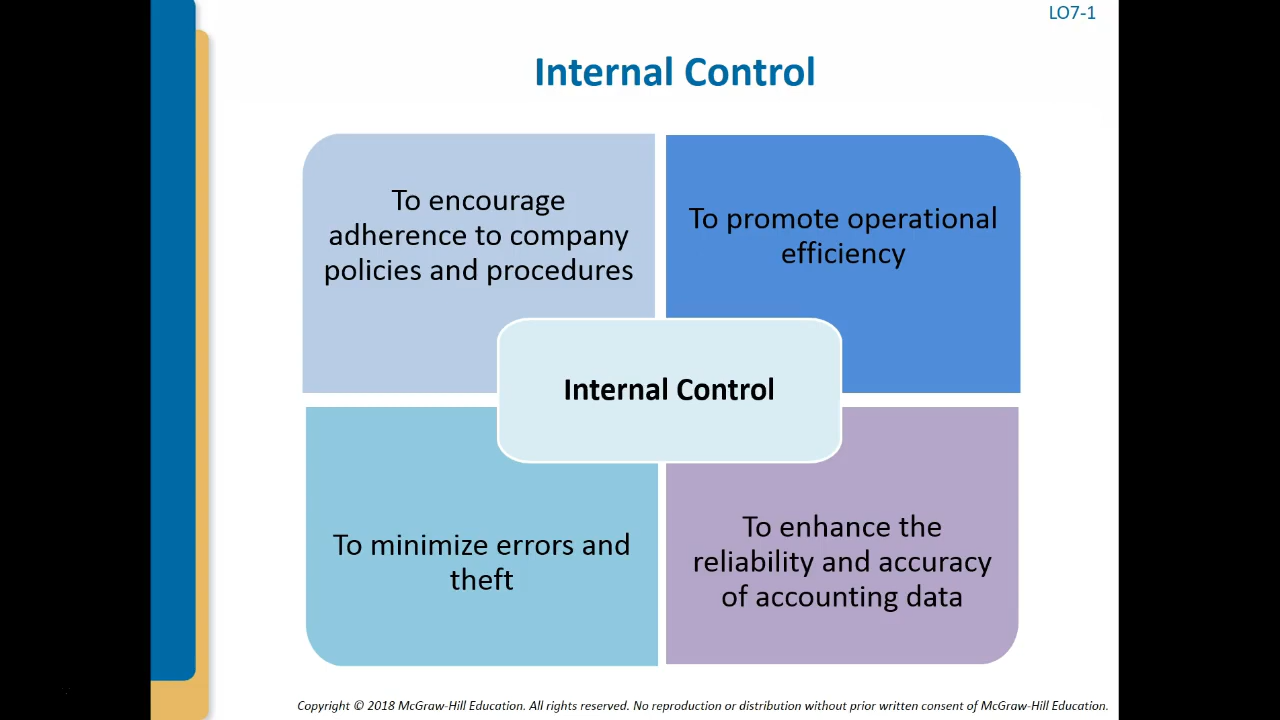 LO7-1
Internal Control
To encourage
adherence to company
policies and procedures
To promote operational
efficiency
Internal Control
To minimize errors and
theft
To enhance the
reliability and accuracy
of accounting data
Copyright © 2018 McGraw-Hill Education. All rights reserved. No reproduction or distribution without prior written consent of McGraw-Hill Education.